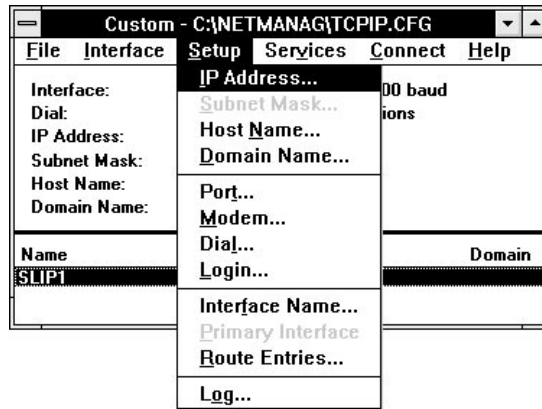 Custom - C:\NETMANAG\TCPIP.CFG
File Interface Setup Services Connect Help
Interface:
Dial:
IP Address:
Subnet Mask:
Host Name:
Domain Name:
00 baud
ions
IP Address...
Subnet Mask...
Host Name...
Domain Name...
Port...
Modem...
Dial...
Login...
Interface Name...
Primary Interface
Route Entries...
Log...
Name Domain
SLIP1